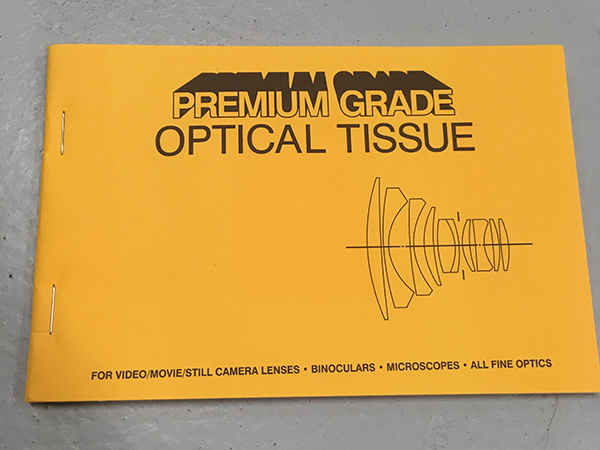 PREMIUM GRADE
OPTICAL TISSUE
FOR VIDEO/MOVIE/STILL CAMERA LENSES • BINOCULARS • MICROSCOPES • ALL FINE OPTICS